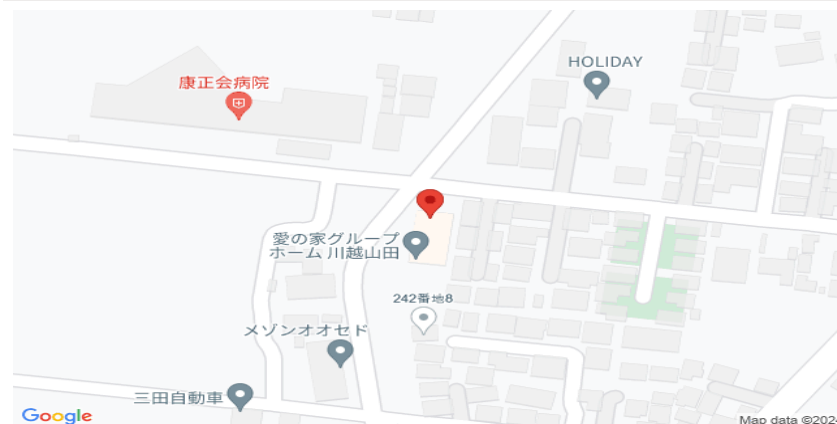 HOLIDAY
康正会病院
愛の家グループ
ホーム 川越山田
242番地8
メゾンオオセド
三田自動車
Google
Map data ©2024